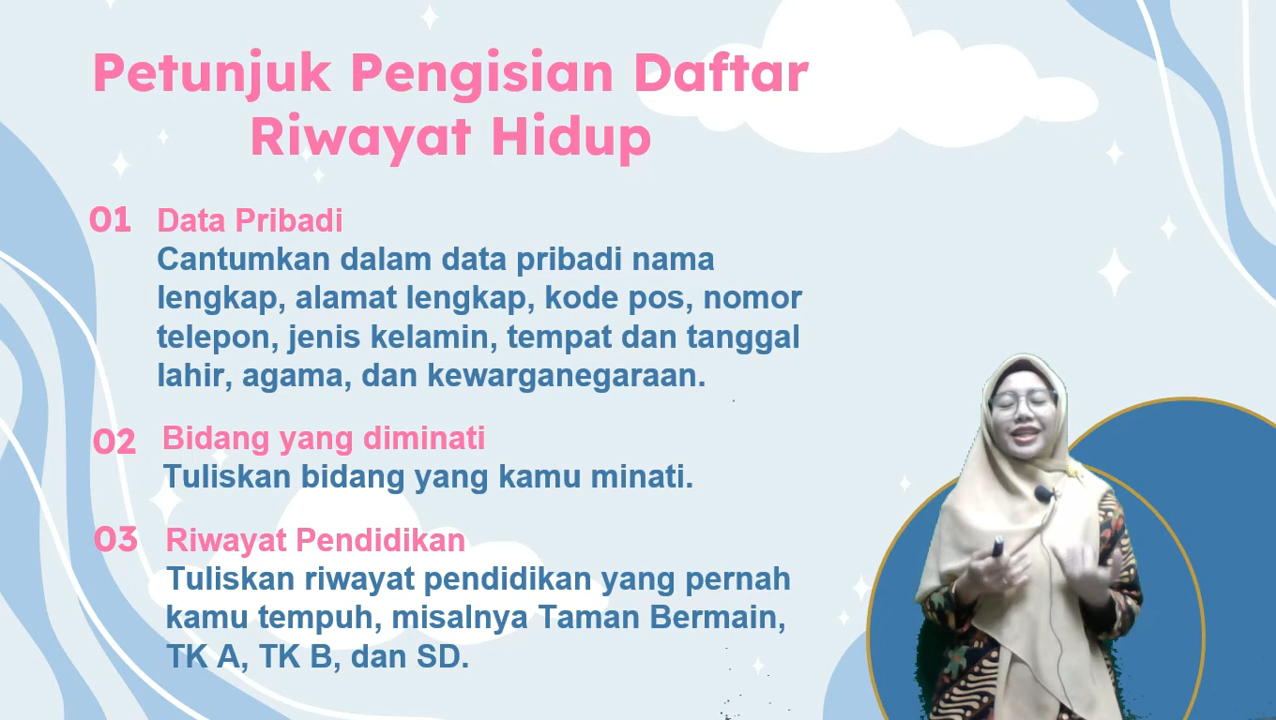 Petunjuk Pengisian Daftar
Riwayat Hidup
01 Data Pribadi
Cantumkan dalam data pribadi nama
lengkap, alamat lengkap, kode pos, nomor
telepon, jenis kelamin, tempat dan tanggal
lahir, agama, dan kewarganegaraan.
02 Bidang yang diminati
Tuliskan bidang yang kamu minati.
03 Riwayat Pendidikan
Tuliskan riwayat pendidikan yang pernah
kamu tempuh, misalnya Taman Bermain,
TK A, TK B, dan SD.